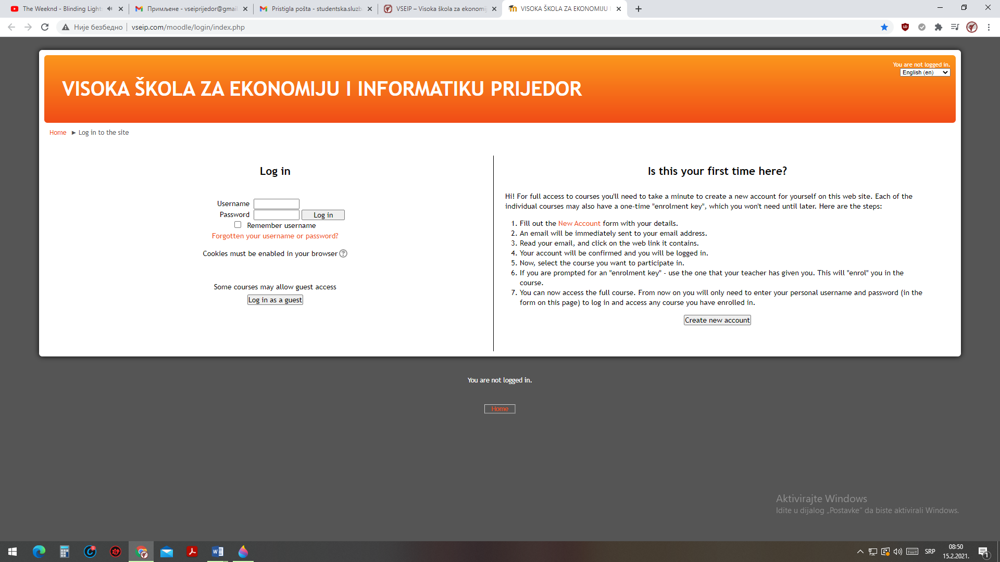 The Weeknd - Blinding Lights
Примљене - vseiprijedor@gmail
Pristigla pošta - studentska.sluzb
VSEIP – Visoka škola za ekonomij
VISOKA ŠKOLA ZA EKONOMIJU I
Није безбедно
vseip.com/moodle/login/index.php
You are not logged in.
English (en)
VISOKA ŠKOLA ZA EKONOMIJU I INFORMATIKU PRIJEDOR
Home ► Log in to the site
Log in
Username
Password
Log in
Remember username
Forgotten your username or password?
Cookies must be enabled in your browser
Some courses may allow guest access
Log in as a guest
Is this your first time here?
Hi! For full access to courses you'll need to take a minute to create a new account for yourself on this web site. Each of the
individual courses may also have a one-time "enrolment key", which you won't need until later. Here are the steps:
1. Fill out the New Account form with your details.
2. An email will be immediately sent to your email address.
3. Read your email, and click on the web link it contains.
4. Your account will be confirmed and you will be logged in.
5. Now, select the course you want to participate in.
6. If you are prompted for an "enrolment key" - use the one that your teacher has given you. This will "enrol" you in the
course.
7. You can now access the full course. From now on you will only need to enter your personal username and password (in the
form on this page) to log in and access any course you have enrolled in.
Create new account
You are not logged in.
Home
Aktivirajte Windows
Idite u dijalog „Postavke“ da biste aktivirali Windows.
SRP
08:50
15.2.2021.
1